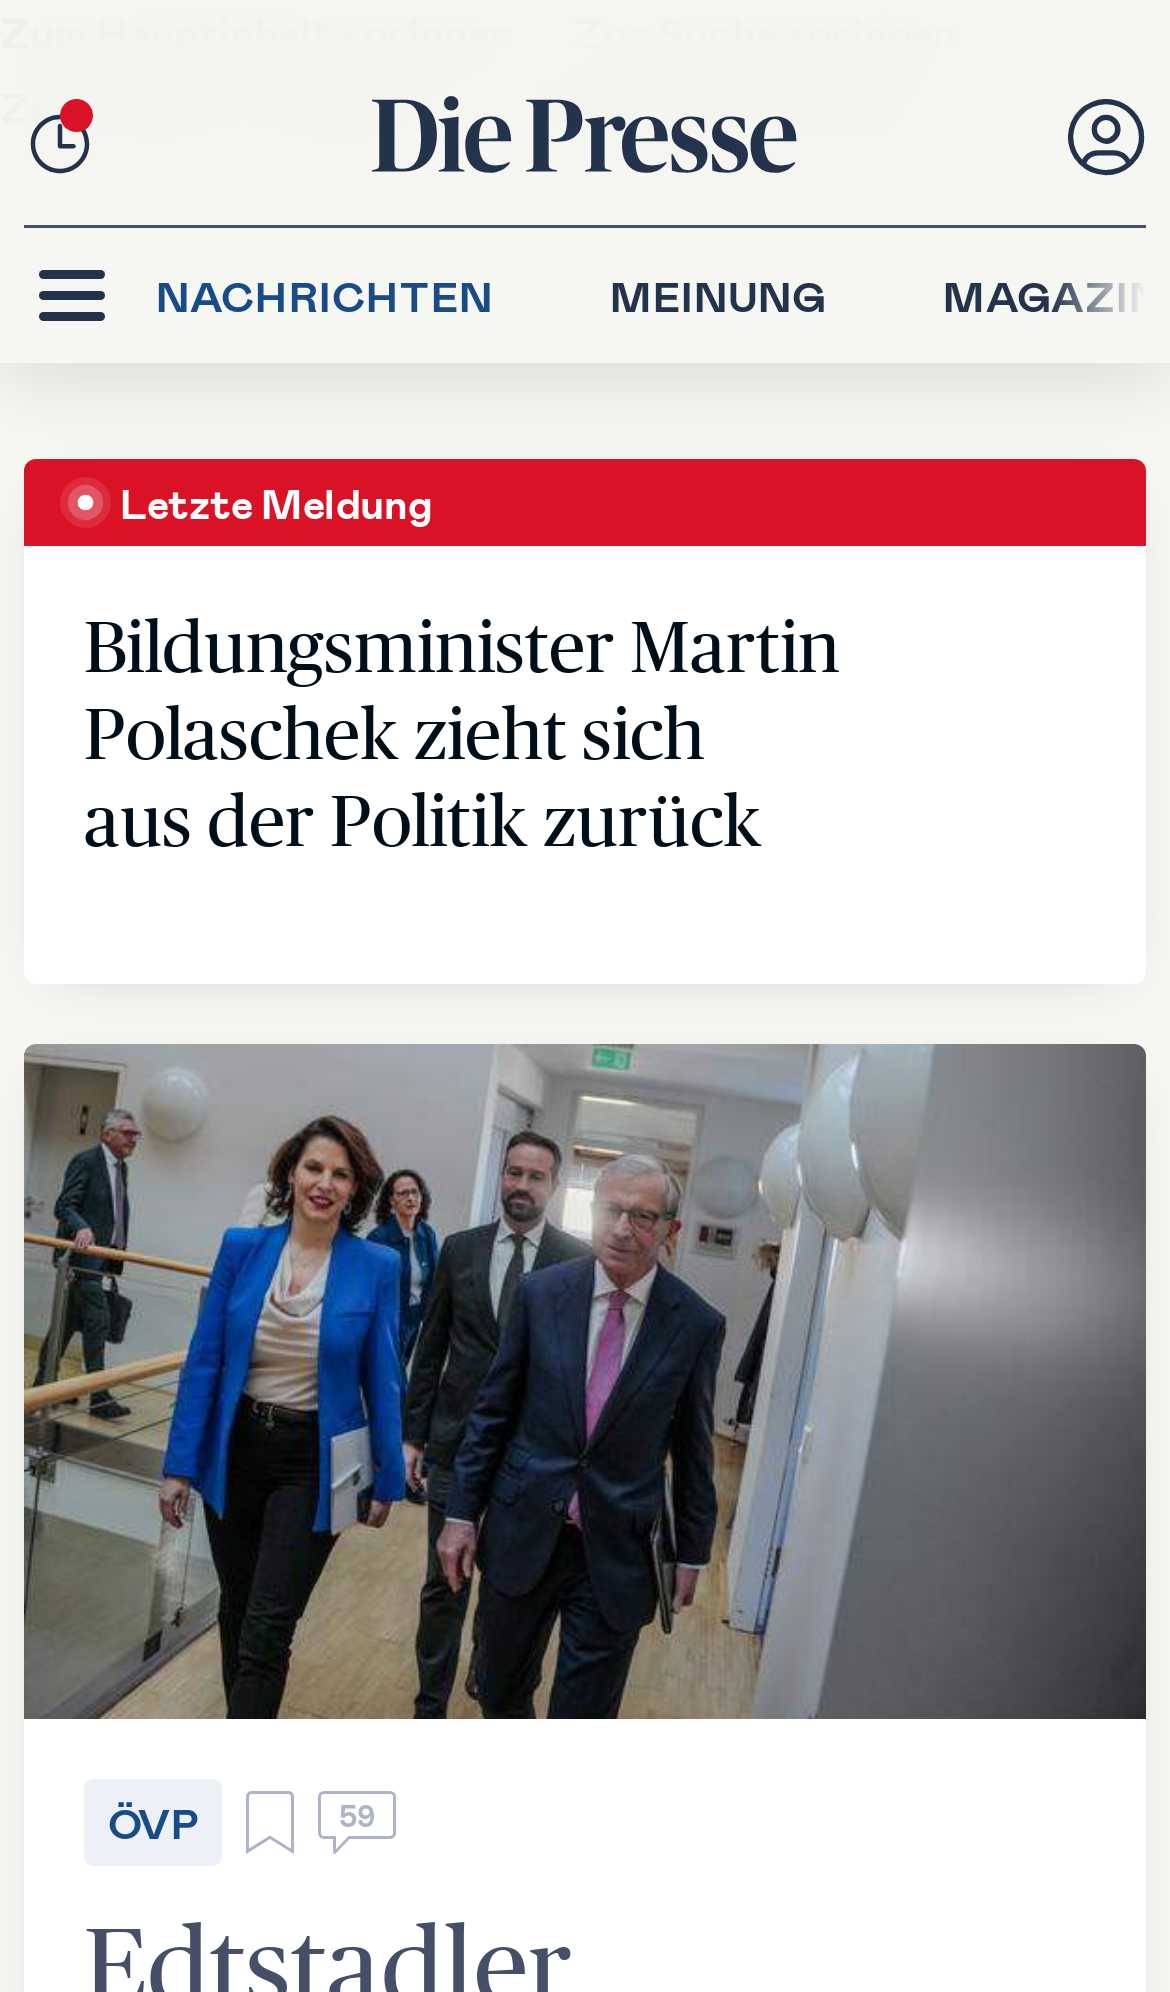 Zum Hauptinhalt springen Zur Suche springen
Die Presse
NACHRICHTEN MEINUNG MAGAZIN
Letzte Meldung
Bildungsminister Martin
Polaschek zieht sich
aus der Politik zurück
ÖVP 59
Edtstadler